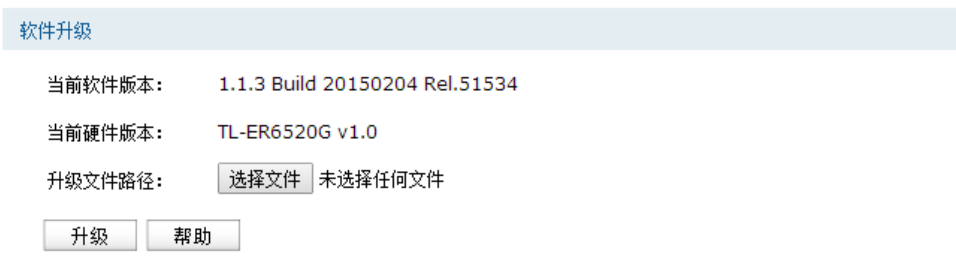 软件升级
当前软件版本： 1.1.3 Build 20150204 Rel.51534
当前硬件版本： TL-ER6520G v1.0
升级文件路径： 选择文件 未选择任何文件
升级 帮助